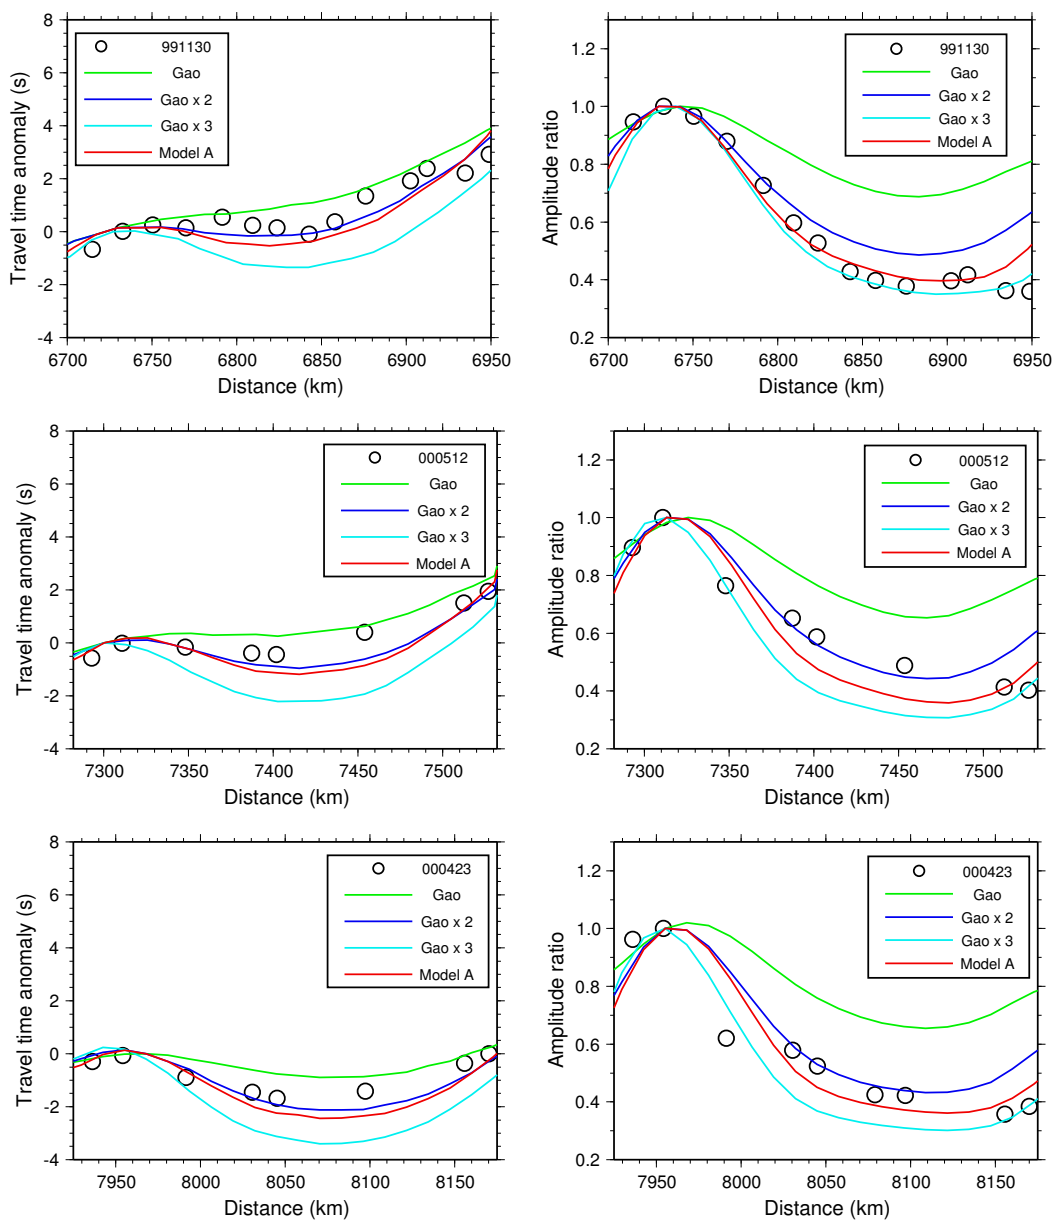 8
6
4
2
0
-2
-4
Travel time anomaly (s)
991130
Gao
Gao x 2
Gao x 3
Model A
6700 6750 6800 6850 6900 6950
Distance (km)
1.2
1.0
0.8
0.6
0.4
0.2
Amplitude ratio
991130
Gao
Gao x 2
Gao x 3
Model A
6700 6750 6800 6850 6900 6950
Distance (km)
8
6
4
2
0
-2
-4
Travel time anomaly (s)
000512
Gao
Gao x 2
Gao x 3
Model A
7300 7350 7400 7450 7500
Distance (km)
1.2
1.0
0.8
0.6
0.4
0.2
Amplitude ratio
000512
Gao
Gao x 2
Gao x 3
Model A
7300 7350 7400 7450 7500
Distance (km)
8
6
4
2
0
-2
-4
Travel time anomaly (s)
000423
Gao
Gao x 2
Gao x 3
Model A
7950 8000 8050 8100 8150
Distance (km)
1.2
1.0
0.8
0.6
0.4
0.2
Amplitude ratio
000423
Gao
Gao x 2
Gao x 3
Model A
7950 8000 8050 8100 8150
Distance (km)